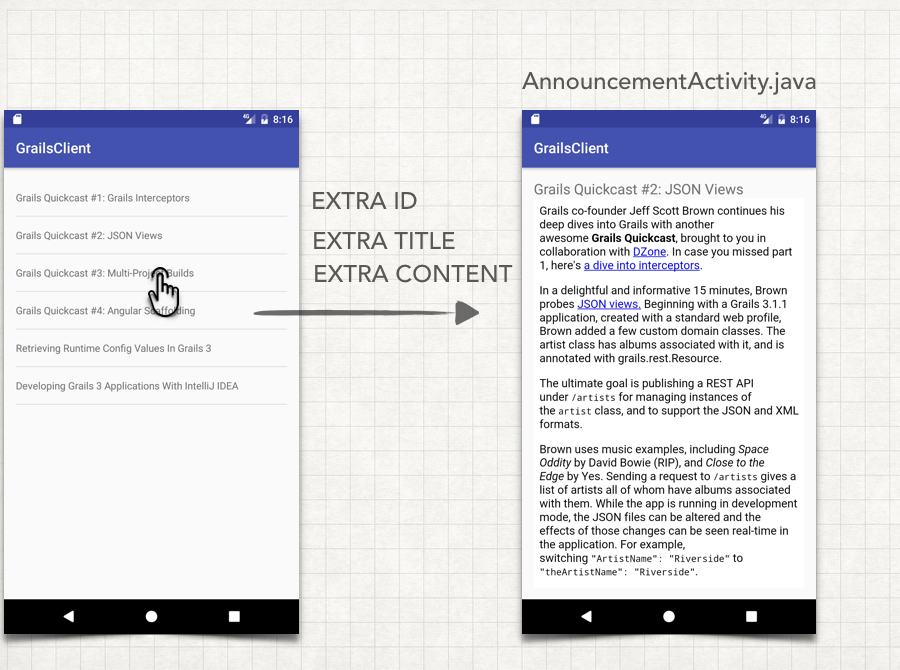 AnnouncementActivity.java
4G 8:16
GrailsClient
Grails Quickcast #1: Grails Interceptors
Grails Quickcast #2: JSON Views
Grails Quickcast #3: Multi-Project Builds
Grails Quickcast #4: Angular Scaffolding
Retrieving Runtime Config Values In Grails 3
Developing Grails 3 Applications With IntelliJ IDEA
EXTRA ID
EXTRA TITLE
EXTRA CONTENT
4G 8:16
GrailsClient
Grails Quickcast #2: JSON Views
Grails co-founder Jeff Scott Brown continues his
deep dives into Grails with another
awesome Grails Quickcast, brought to you in
collaboration with DZone. In case you missed part
1, here's a dive into interceptors.
In a delightful and informative 15 minutes, Brown
probes JSON views. Beginning with a Grails 3.1.1
application, created with a standard web profile,
Brown added a few custom domain classes. The
artist class has albums associated with it, and is
annotated with grails.rest.Resource.
The ultimate goal is publishing a REST API
under /artists for managing instances of
the artist class, and to support the JSON and XML
formats.
Brown uses music examples, including Space
Oddity by David Bowie (RIP), and Close to the
Edge by Yes. Sending a request to /artists gives a
list of artists all of whom have albums associated
with them. While the app is running in development
mode, the JSON files can be altered and the
effects of those changes can be seen real-time in
the application. For example,
switching "ArtistName": "Riverside" to
"theArtistName": "Riverside".